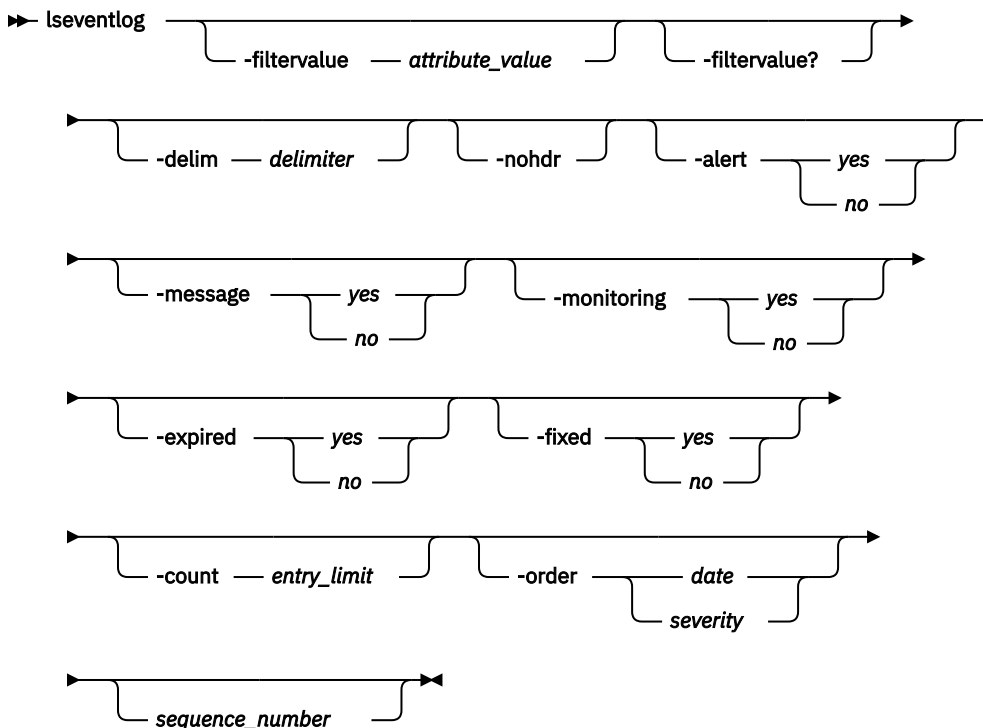 lseventlog
-filtervalue attribute_value -filtervalue?
-delim delimiter -nohdr -alert yes
no
-message yes -monitoring yes
no no
-expired yes -fixed yes
no no
-count entry_limit -order date
severity
sequence_number